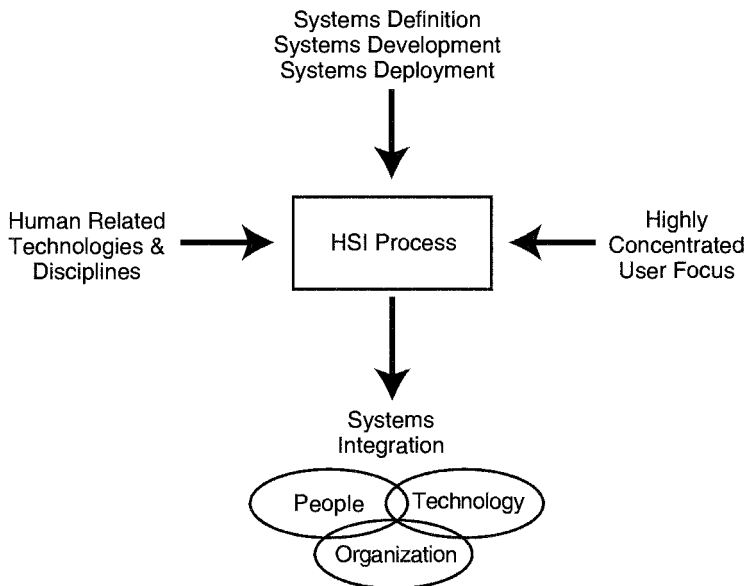 Systems Definition
Systems Development
Systems Deployment
Human Related
Technologies &
Disciplines
HSI Process
Highly
Concentrated
User Focus
Systems
Integration
People
Technology
Organization